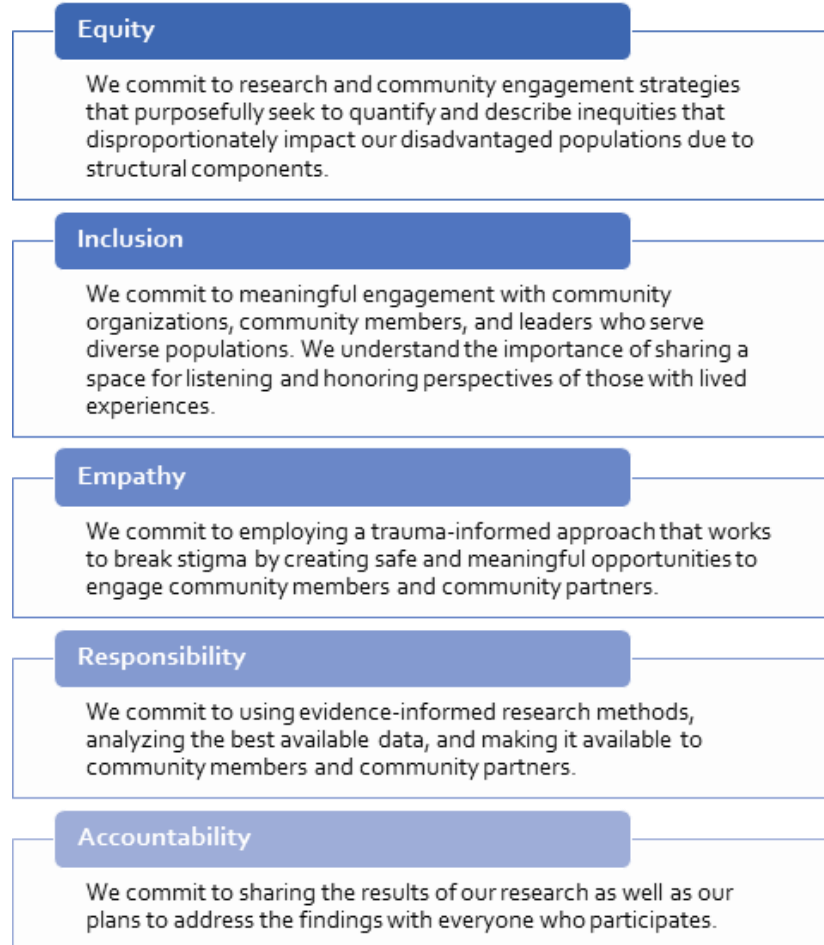 Equity
We commit to research and community engagement strategies
that purposefully seek to quantify and describe inequities that
disproportionately impact our disadvantaged populations due to
structural components.
Inclusion
We commit to meaningful engagement with community
organizations, community members, and leaders who serve
diverse populations. We understand the importance of sharing a
space for listening and honoring perspectives of those with lived
experiences.
Empathy
We commit to employing a trauma-informed approach that works
to break stigma by creating safe and meaningful opportunities to
engage community members and community partners.
Responsibility
We commit to using evidence-informed research methods,
analyzing the best available data, and making it available to
community members and community partners.
Accountability
We commit to sharing the results of our research as well as our
plans to address the findings with everyone who participates.